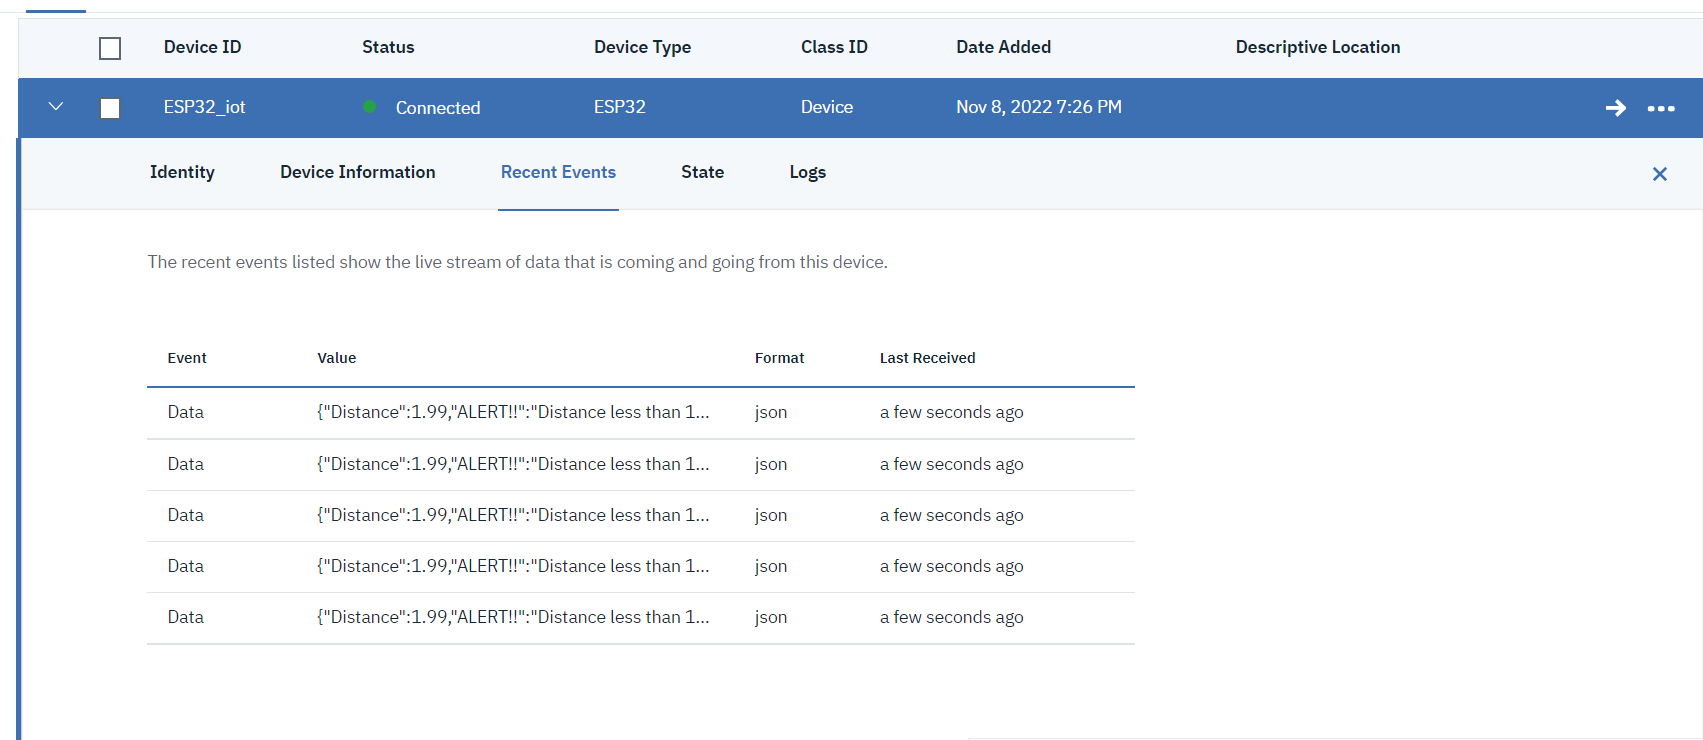 Device ID Status Device Type Class ID Date Added Descriptive Location
ESP32_iot Connected ESP32 Device Nov 8, 2022 7:26 PM
Identity Device Information Recent Events State Logs
The recent events listed show the live stream of data that is coming and going from this device.
Event Value Format Last Received
Data {"Distance":1.99,"ALERT!!":"Distance less than 1... json a few seconds ago
Data {"Distance":1.99,"ALERT!!":"Distance less than 1... json a few seconds ago
Data {"Distance":1.99,"ALERT!!":"Distance less than 1... json a few seconds ago
Data {"Distance":1.99,"ALERT!!":"Distance less than 1... json a few seconds ago
Data {"Distance":1.99,"ALERT!!":"Distance less than 1... json a few seconds ago